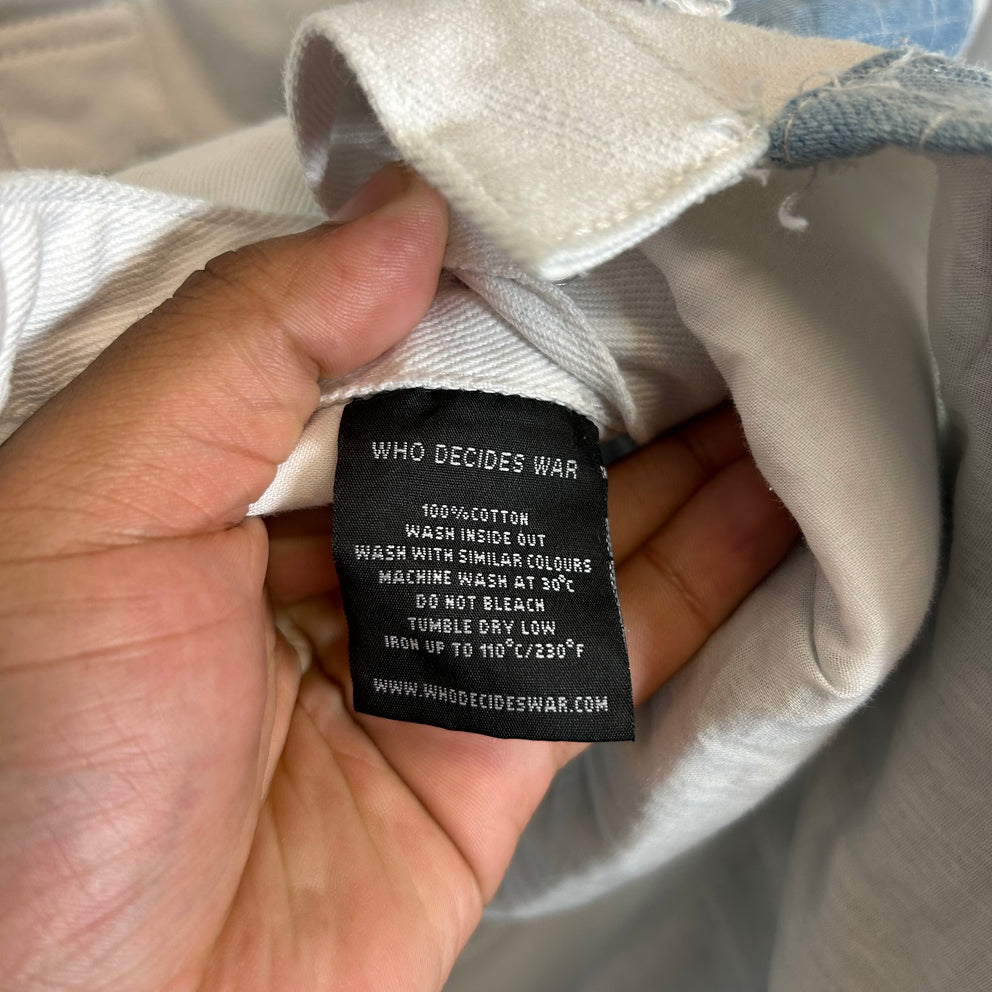 WHO DECIDES WAR
100%COTTON
WASH INSIDE OUT
WASH WITH SIMILAR COLOURS
MACHINE WASH AT 30°C
DO NOT BLEACH
TUMBLE DRY LOW
IRON UP TO 110°C/230°F
WWW.WHODECIDESWAR.COM